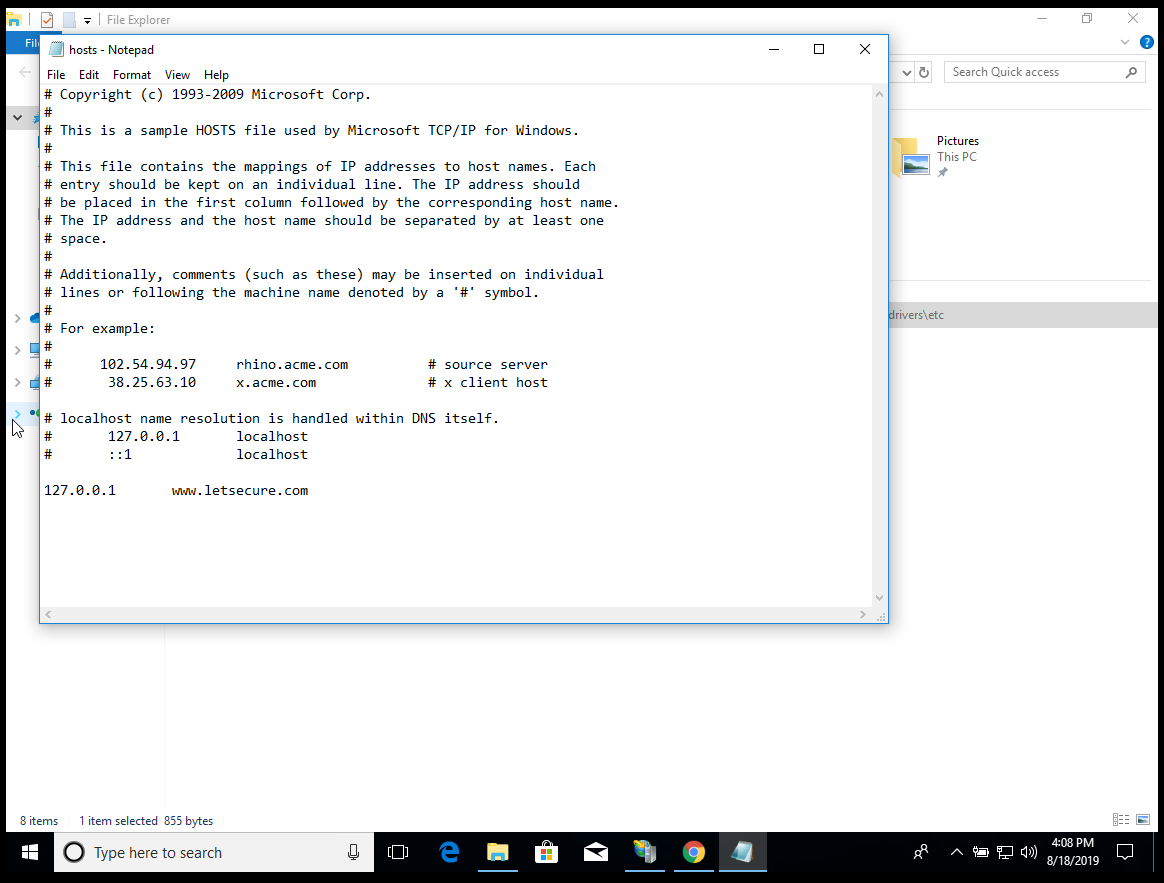 File Explorer
Fil
hosts - Notepad
File Edit Format View Help
Search Quick access
# Copyright (c) 1993-2009 Microsoft Corp.
#
# This is a sample HOSTS file used by Microsoft TCP/IP for Windows.
#
# This file contains the mappings of IP addresses to host names. Each
# entry should be kept on an individual line. The IP address should
# be placed in the first column followed by the corresponding host name.
# The IP address and the host name should be separated by at least one
# space.
#
# Additionally, comments (such as these) may be inserted on individual
# lines or following the machine name denoted by a '#' symbol.
#
# For example:
#
#      102.54.94.97     rhino.acme.com          # source server
#       38.25.63.10     x.acme.com              # x client host
# localhost name resolution is handled within DNS itself.
#       127.0.0.1       localhost
#       ::1             localhost
127.0.0.1       www.letsecure.com
Pictures
This PC
drivers\etc
8 items 1 item selected 855 bytes
Type here to search
4:08 PM
8/18/2019